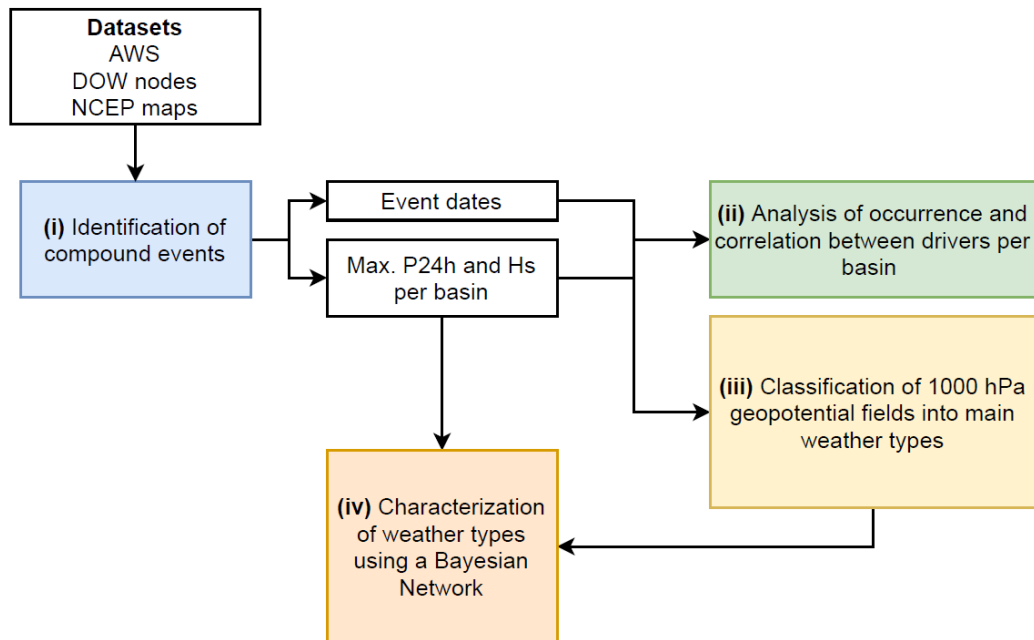 Datasets
AWS
DOW nodes
NCEP maps
(i) Identification of
compound events
Event dates
Max. P24h and Hs
per basin
(ii) Analysis of occurrence and
correlation between drivers per
basin
(iii) Classification of 1000 hPa
geopotential fields into main
weather types
(iv) Characterization
of weather types
using a Bayesian
Network